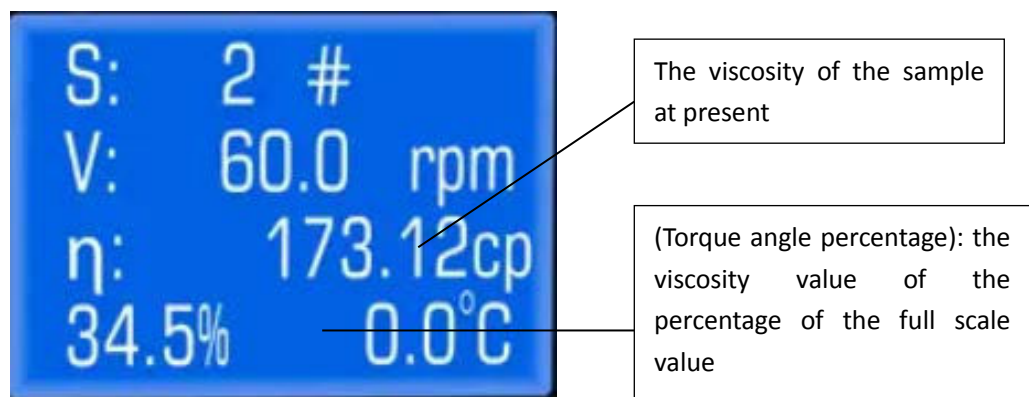 S: 2 #
V: 60.0 rpm
η: 173.12cp
34.5% 0.0°C
The viscosity of the sample
at present
(Torque angle percentage): the
viscosity value of the
percentage of the full scale
value